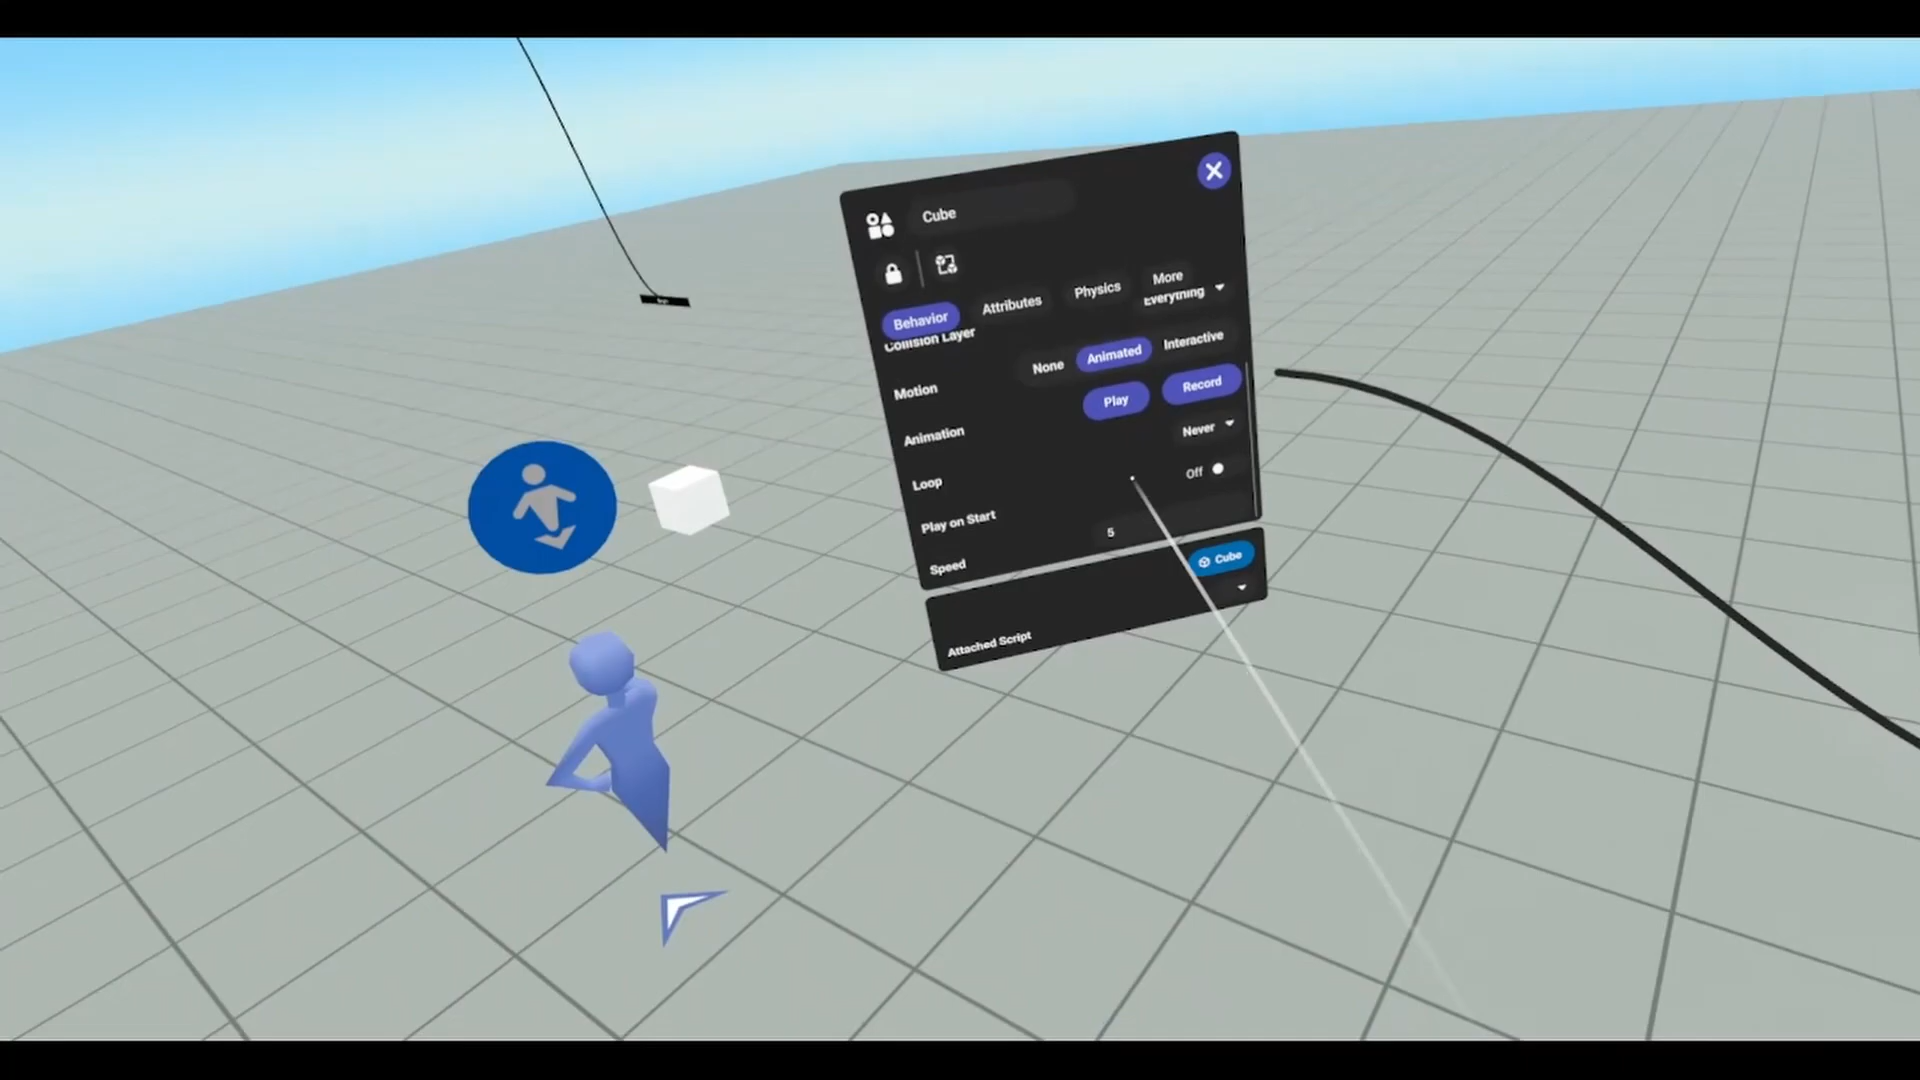 Cube
Behavior Attributes Physics More
Collision Layer Everything
Motion None Animated Interactive
Animation Play Record
Loop Never
Play on Start Off
Speed 5
Cube
Attached Script